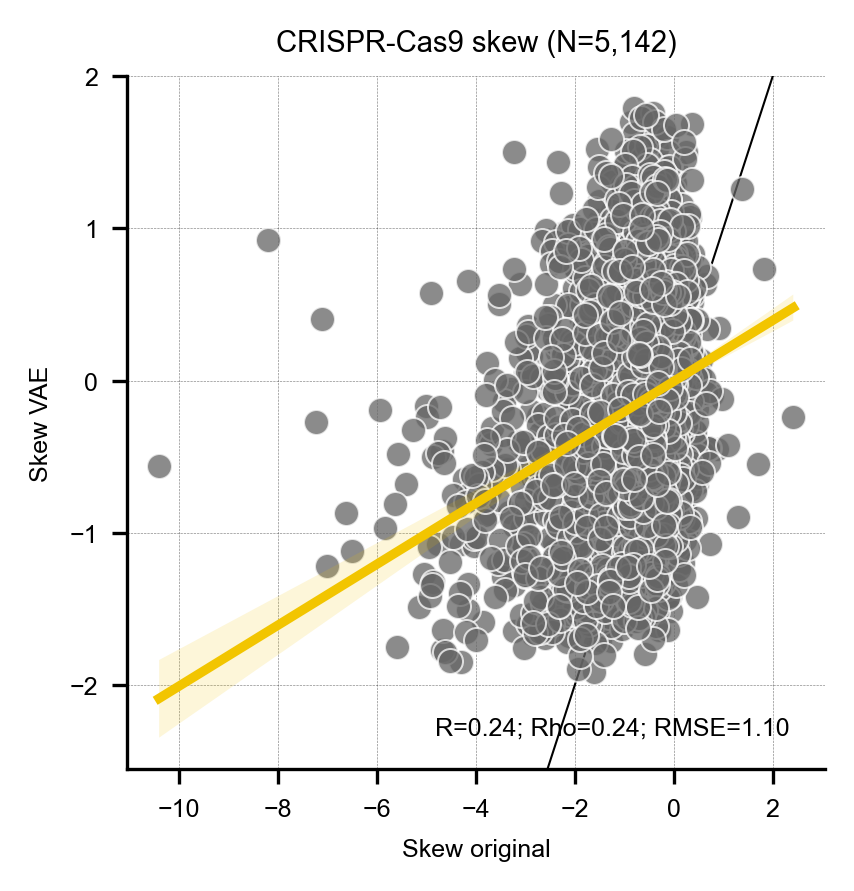 CRISPR-Cas9 skew (N=5,142)
2
1
0
−1
−2
Skew VAE
R=0.24; Rho=0.24; RMSE=1.10
−10 −8 −6 −4 −2 0 2
Skew original